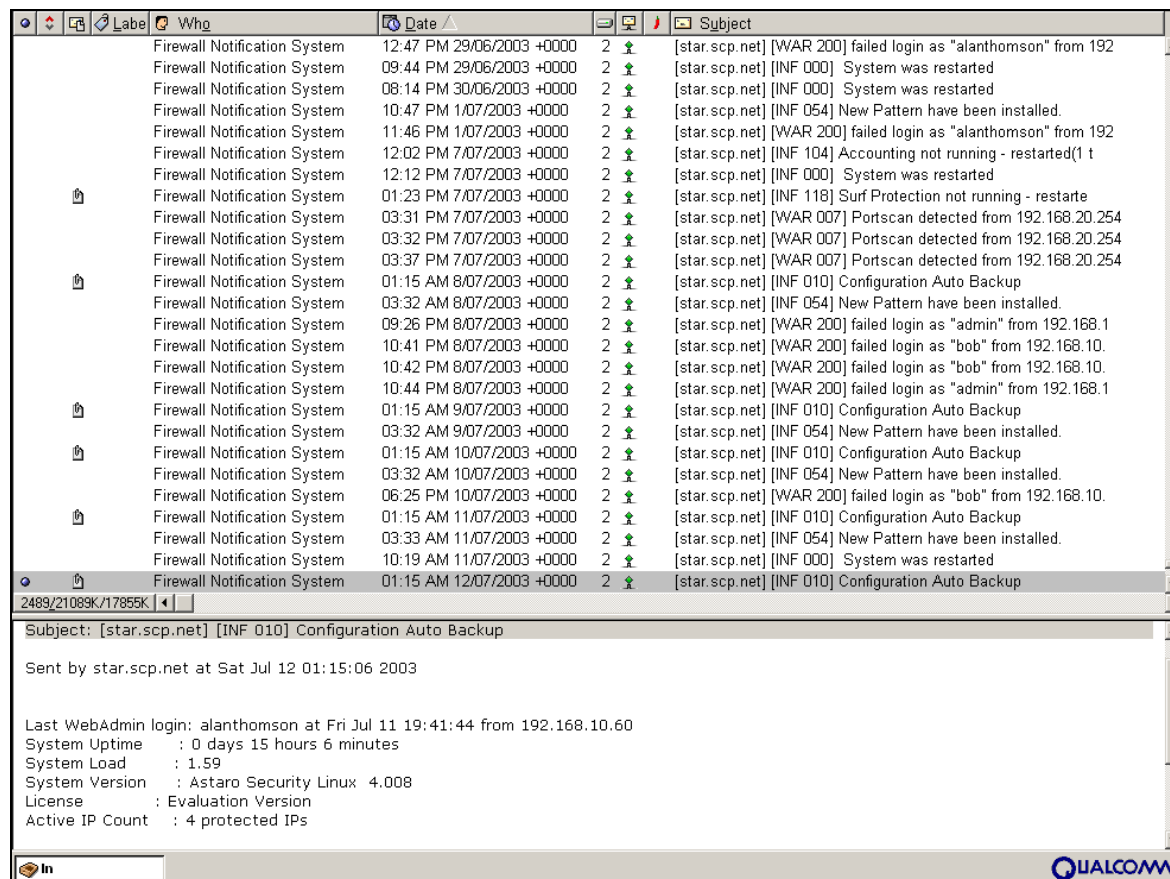 Label Who Date Subject
Firewall Notification System 12:47 PM 29/06/2003 +0000 2 [star.scp.net] [WAR 200] failed login as "alanthomson" from 192
Firewall Notification System 09:44 PM 29/06/2003 +0000 2 [star.scp.net] [INF 000] System was restarted
Firewall Notification System 08:14 PM 30/06/2003 +0000 2 [star.scp.net] [INF 000] System was restarted
Firewall Notification System 10:47 PM 1/07/2003 +0000 2 [star.scp.net] [INF 054] New Pattern have been installed.
Firewall Notification System 11:46 PM 1/07/2003 +0000 2 [star.scp.net] [WAR 200] failed login as "alanthomson" from 192
Firewall Notification System 12:02 PM 7/07/2003 +0000 2 [star.scp.net] [INF 104] Accounting not running - restarted(1 t
Firewall Notification System 12:12 PM 7/07/2003 +0000 2 [star.scp.net] [INF 000] System was restarted
Firewall Notification System 01:23 PM 7/07/2003 +0000 2 [star.scp.net] [INF 118] Surf Protection not running - restarte
Firewall Notification System 03:31 PM 7/07/2003 +0000 2 [star.scp.net] [WAR 007] Portscan detected from 192.168.20.254
Firewall Notification System 03:32 PM 7/07/2003 +0000 2 [star.scp.net] [WAR 007] Portscan detected from 192.168.20.254
Firewall Notification System 03:37 PM 7/07/2003 +0000 2 [star.scp.net] [WAR 007] Portscan detected from 192.168.20.254
Firewall Notification System 01:15 AM 8/07/2003 +0000 2 [star.scp.net] [INF 010] Configuration Auto Backup
Firewall Notification System 03:32 AM 8/07/2003 +0000 2 [star.scp.net] [INF 054] New Pattern have been installed.
Firewall Notification System 09:26 PM 8/07/2003 +0000 2 [star.scp.net] [WAR 200] failed login as "admin" from 192.168.1
Firewall Notification System 10:41 PM 8/07/2003 +0000 2 [star.scp.net] [WAR 200] failed login as "bob" from 192.168.10.
Firewall Notification System 10:42 PM 8/07/2003 +0000 2 [star.scp.net] [WAR 200] failed login as "bob" from 192.168.10.
Firewall Notification System 10:44 PM 8/07/2003 +0000 2 [star.scp.net] [WAR 200] failed login as "admin" from 192.168.1
Firewall Notification System 01:15 AM 9/07/2003 +0000 2 [star.scp.net] [INF 010] Configuration Auto Backup
Firewall Notification System 03:32 AM 9/07/2003 +0000 2 [star.scp.net] [INF 054] New Pattern have been installed.
Firewall Notification System 01:15 AM 10/07/2003 +0000 2 [star.scp.net] [INF 010] Configuration Auto Backup
Firewall Notification System 03:32 AM 10/07/2003 +0000 2 [star.scp.net] [INF 054] New Pattern have been installed.
Firewall Notification System 06:25 PM 10/07/2003 +0000 2 [star.scp.net] [WAR 200] failed login as "bob" from 192.168.10.
Firewall Notification System 01:15 AM 11/07/2003 +0000 2 [star.scp.net] [INF 010] Configuration Auto Backup
Firewall Notification System 03:33 AM 11/07/2003 +0000 2 [star.scp.net] [INF 054] New Pattern have been installed.
Firewall Notification System 10:19 AM 11/07/2003 +0000 2 [star.scp.net] [INF 000] System was restarted
Firewall Notification System 01:15 AM 12/07/2003 +0000 2 [star.scp.net] [INF 010] Configuration Auto Backup
2489/21089K/17855K
Subject: [star.scp.net] [INF 010] Configuration Auto Backup
Sent by star.scp.net at Sat Jul 12 01:15:06 2003
Last WebAdmin login: alanthomson at Fri Jul 11 19:41:44 from 192.168.10.60
System Uptime : 0 days 15 hours 6 minutes
System Load : 1.59
System Version : Astaro Security Linux 4.008
License : Evaluation Version
Active IP Count : 4 protected IPs
In
QUALCOMM